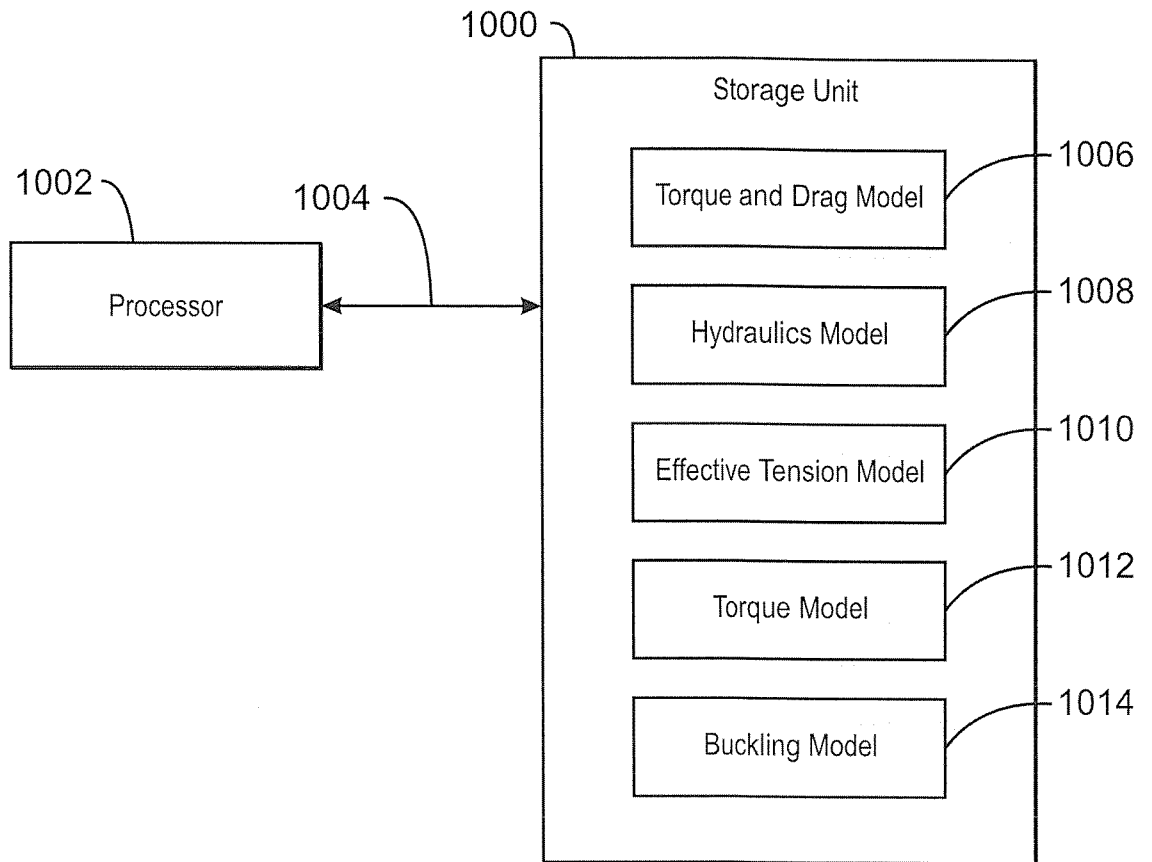 1000
Storage Unit
1006
Torque and Drag Model
1002
1004
1008
Processor
Hydraulics Model
1010
Effective Tension Model
1012
Torque Model
1014
Buckling Model